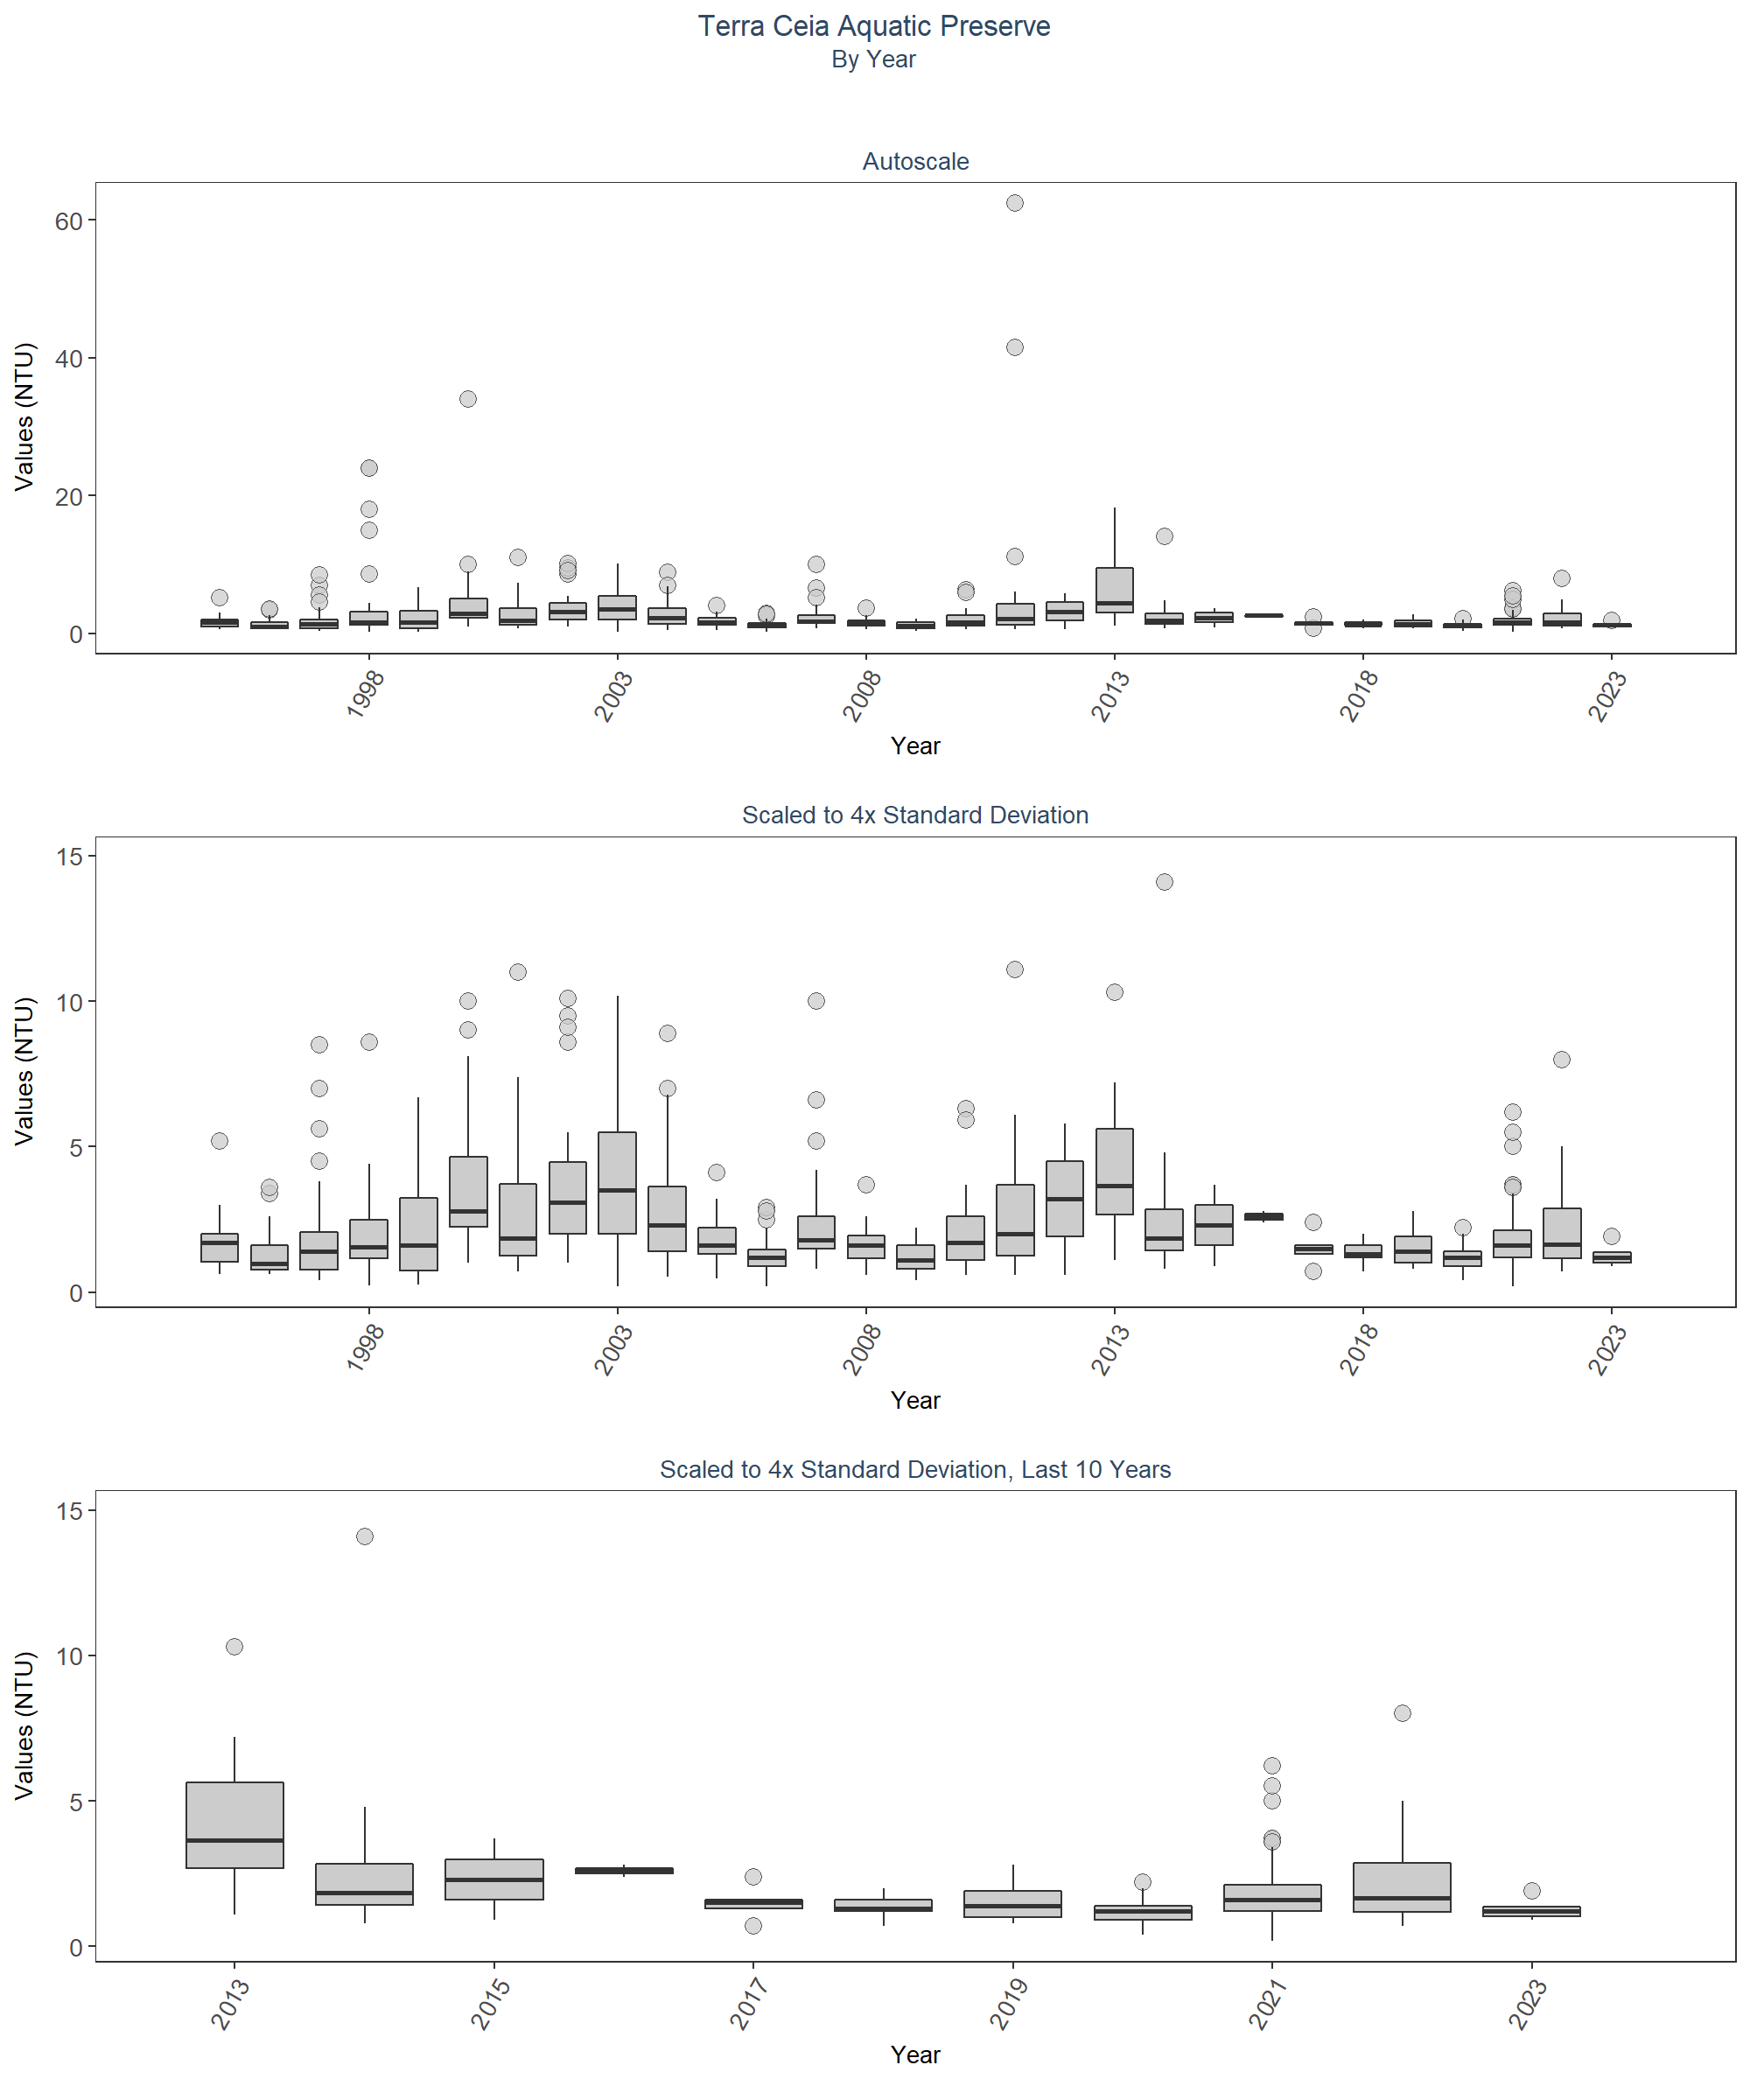 Terra Ceia Aquatic Preserve
By Year
Autoscale
Values (NTU)
60
40
20
0
1998
2003
2008
2013
2018
2023
Year
Scaled to 4x Standard Deviation
Values (NTU)
15
10
5
0
1998
2003
2008
2013
2018
2023
Year
Scaled to 4x Standard Deviation, Last 10 Years
Values (NTU)
15
10
5
0
2013
2015
2017
2019
2021
2023
Year